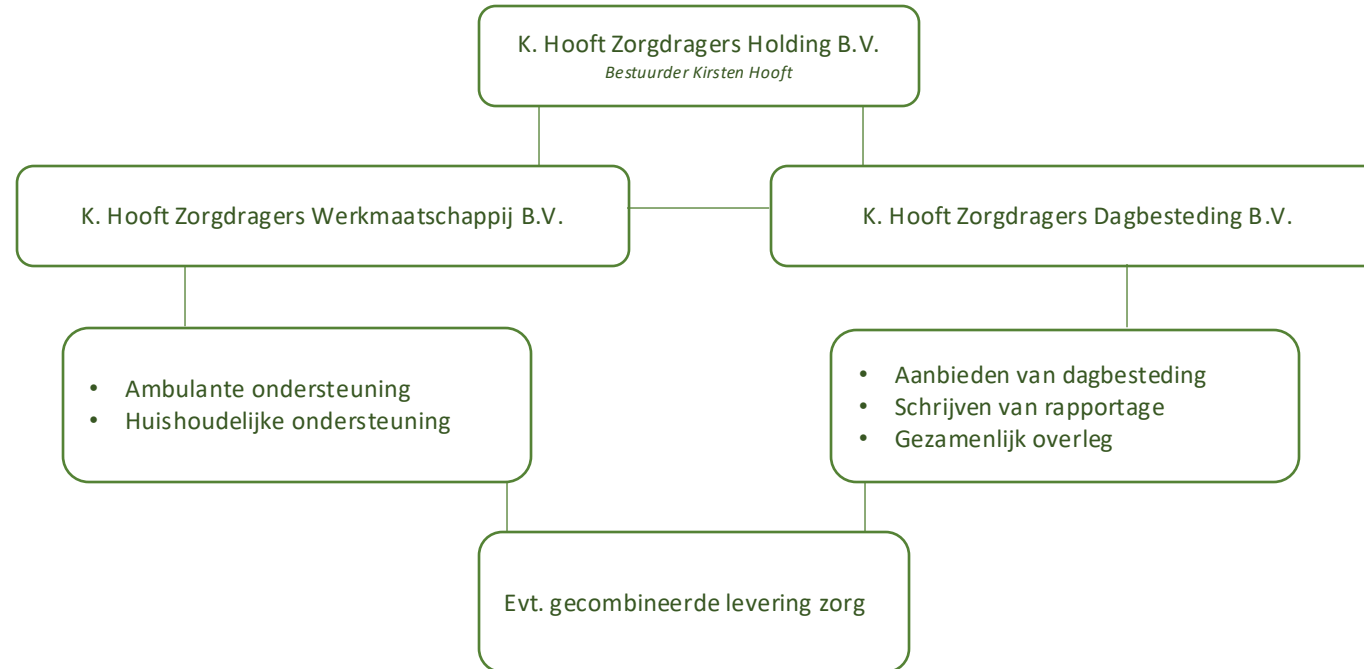 K. Hooft Zorgdragers Holding B.V.
Bestuurder Kirsten Hooft
K. Hooft Zorgdragers Werkmaatschappij B.V.
K. Hooft Zorgdragers Dagbesteding B.V.
• Ambulante ondersteuning
• Huishoudelijke ondersteuning
• Aanbieden van dagbesteding
• Schrijven van rapportage
• Gezamenlijk overleg
Evt. gecombineerde levering zorg